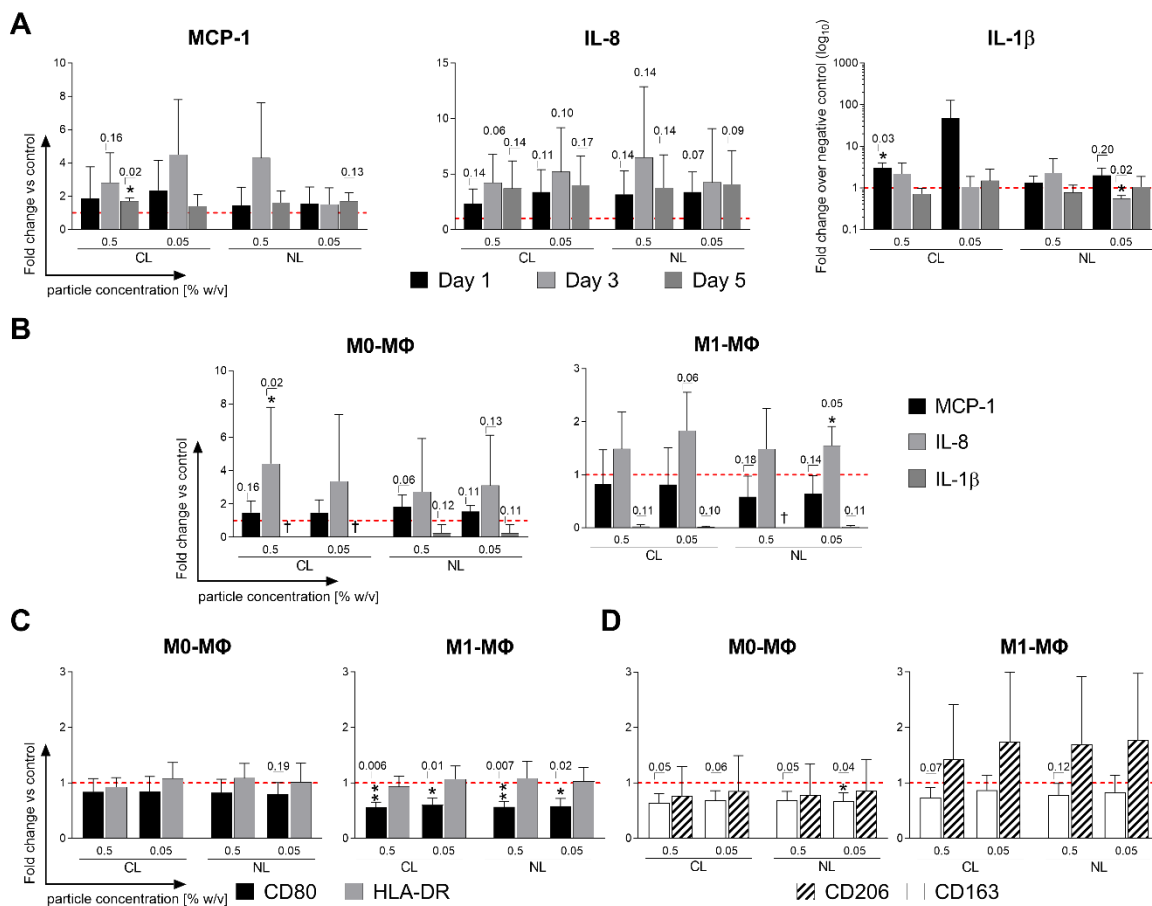 A
MCP-1
IL-8
IL-1β
Fold change vs control
10
8
6
4
2
0
0.16
0.02
*
0.13
0.5
0.05
0.5
0.05
CL
NL
particle concentration [% w/v]
15
10
5
0
0.14
0.06
0.14
0.11
0.10
0.17
0.14
0.14
0.14
0.07
0.09
0.5
0.05
0.5
0.05
CL
NL
Fold change over negative control (log10)
1000
100
10
1
0.1
0.03
*
0.20
0.02
*
0.5
0.05
0.5
0.05
CL
NL
Day 1
Day 3
Day 5
B
M0-MΦ
M1-MΦ
Fold change vs control
10
8
6
4
2
0
0.16
0.02
*
†
†
0.06
0.12
0.11
0.13
0.11
0.5
0.05
0.5
0.05
CL
NL
particle concentration [% w/v]
3
2
1
0
0.11
0.06
0.10
0.18
†
0.14
0.05
*
0.11
0.5
0.05
0.5
0.05
CL
NL
MCP-1
IL-8
IL-1β
C
M0-MΦ
M1-MΦ
Fold change vs control
3
2
1
0
0.19
0.5
0.05
0.5
0.05
CL
NL
particle concentration [% w/v]
3
2
1
0
0.006
**
0.01
*
0.007
**
0.02
*
0.5
0.05
0.5
0.05
CL
NL
CD80
HLA-DR
D
M0-MΦ
M1-MΦ
3
2
1
0
0.05
0.06
0.05
0.04
*
0.5
0.05
0.5
0.05
CL
NL
3
2
1
0
0.07
0.12
0.5
0.05
0.5
0.05
CL
NL
CD206
CD163